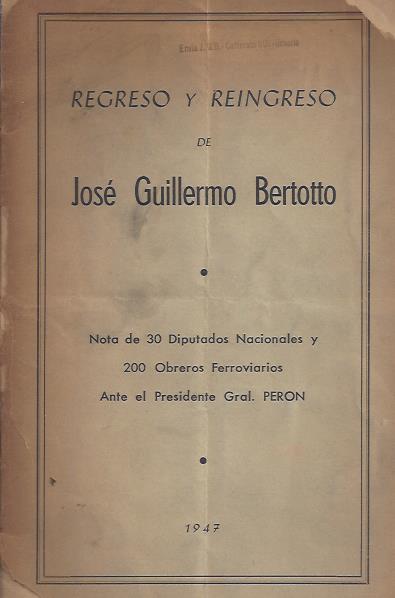 REGRESO Y REINGRESO
DE
José Guillermo Bertotto
Nota de 30 Diputados Nacionales y
200 Obreros Ferroviarios
Ante el Presidente Gral. PERON
1947